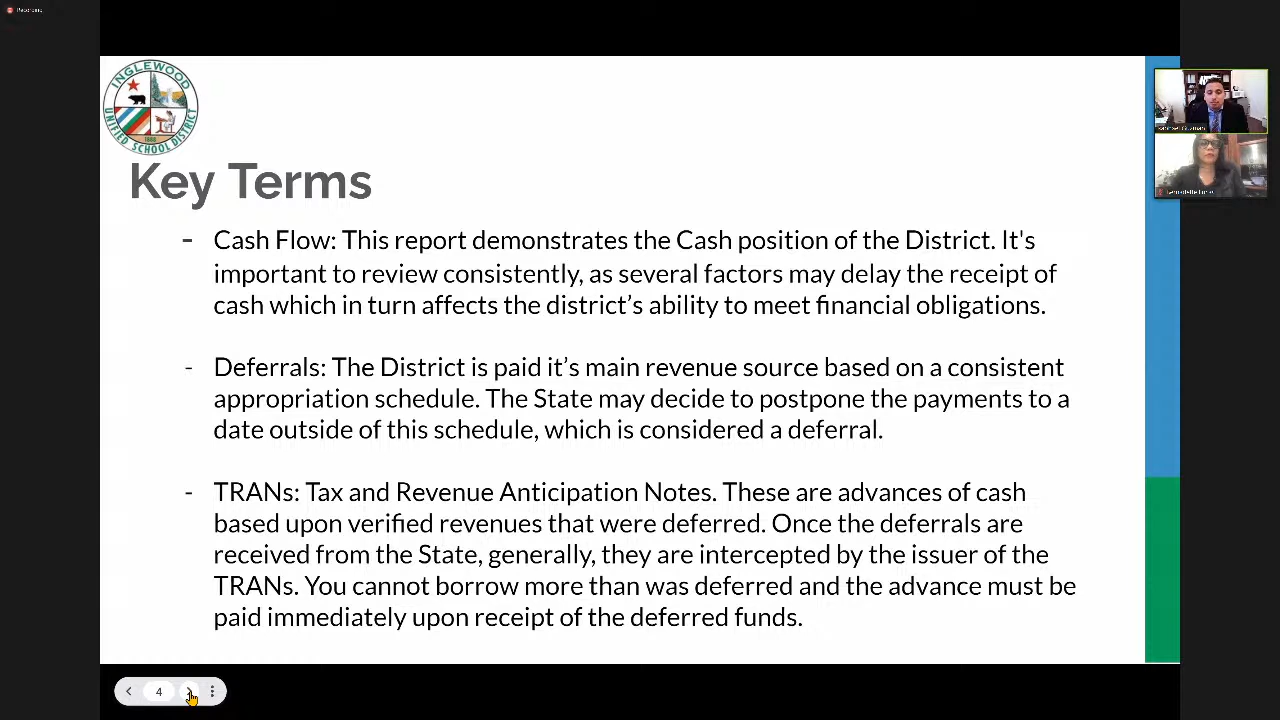 Recording
INGLEWOOD
UNIFIED SCHOOL DISTRICT
1888
Key Terms
- Cash Flow: This report demonstrates the Cash position of the District. It's
important to review consistently, as several factors may delay the receipt of
cash which in turn affects the district’s ability to meet financial obligations.
- Deferrals: The District is paid it’s main revenue source based on a consistent
appropriation schedule. The State may decide to postpone the payments to a
date outside of this schedule, which is considered a deferral.
- TRANs: Tax and Revenue Anticipation Notes. These are advances of cash
based upon verified revenues that were deferred. Once the deferrals are
received from the State, generally, they are intercepted by the issuer of the
TRANs. You cannot borrow more than was deferred and the advance must be
paid immediately upon receipt of the deferred funds.
4